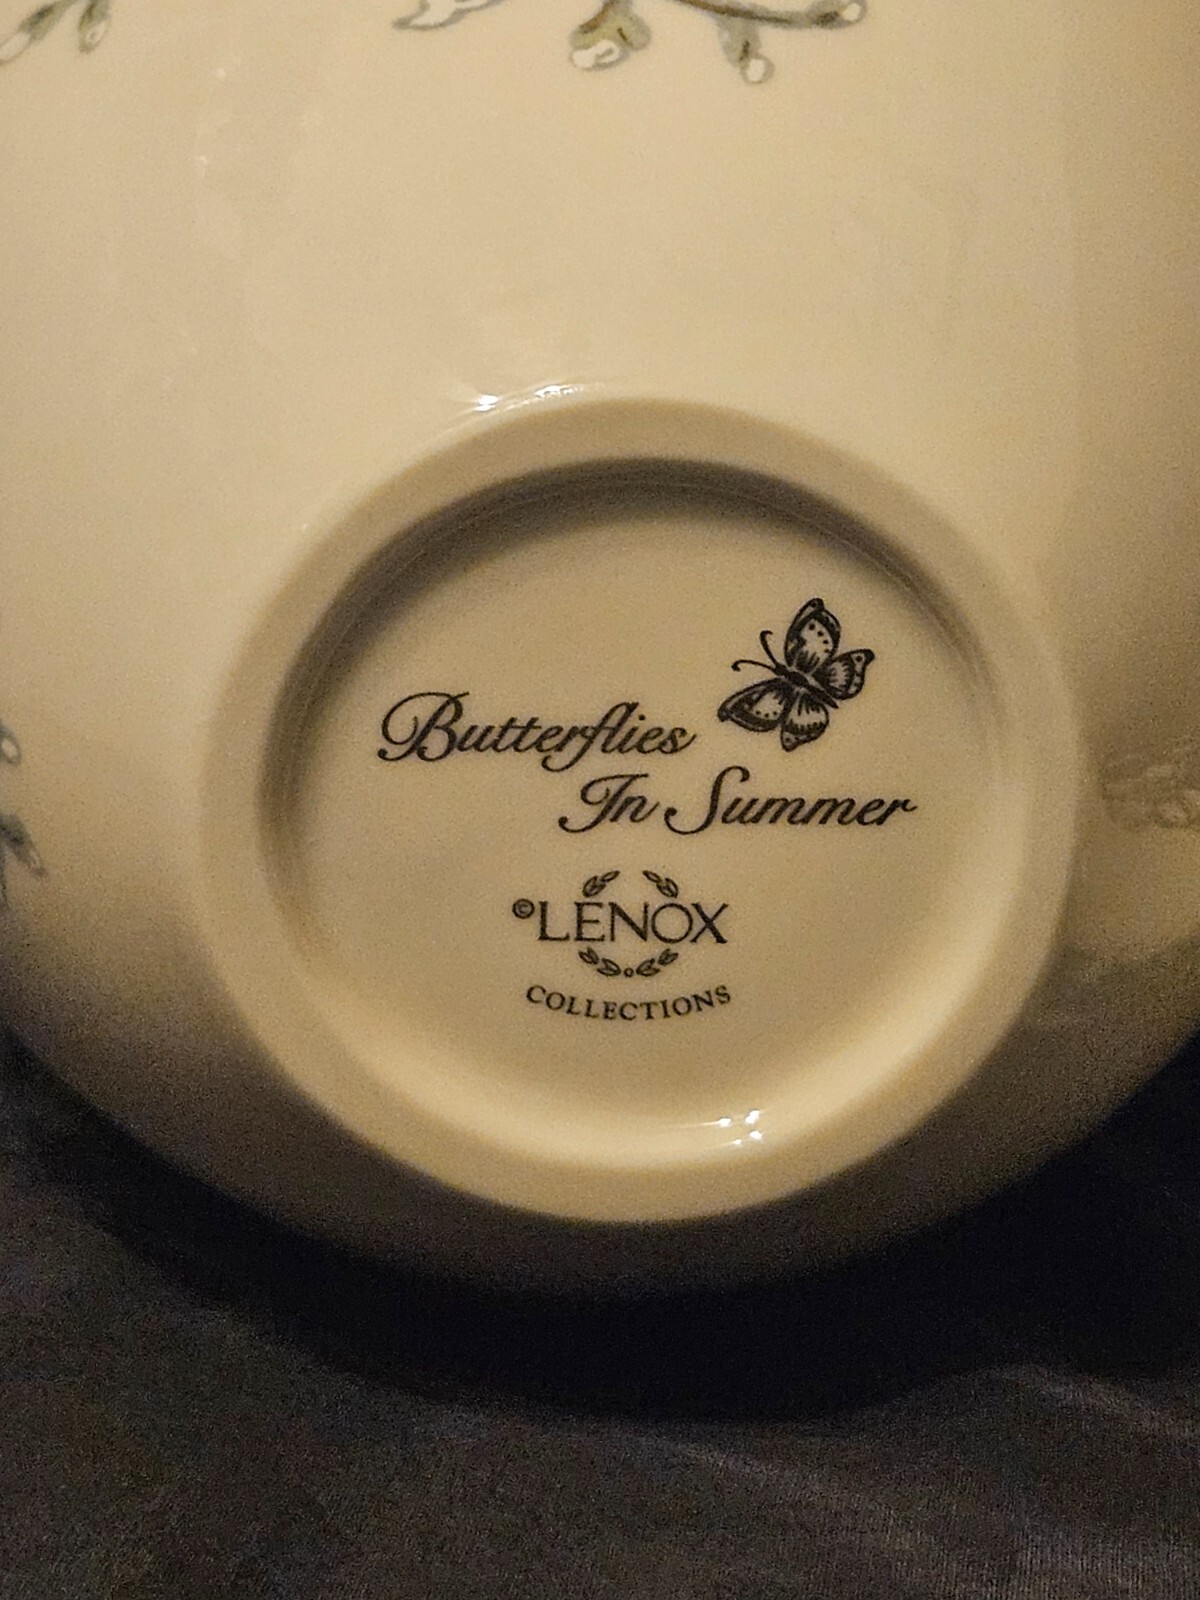 Butterflies
In Summer
©LENOX
COLLECTIONS